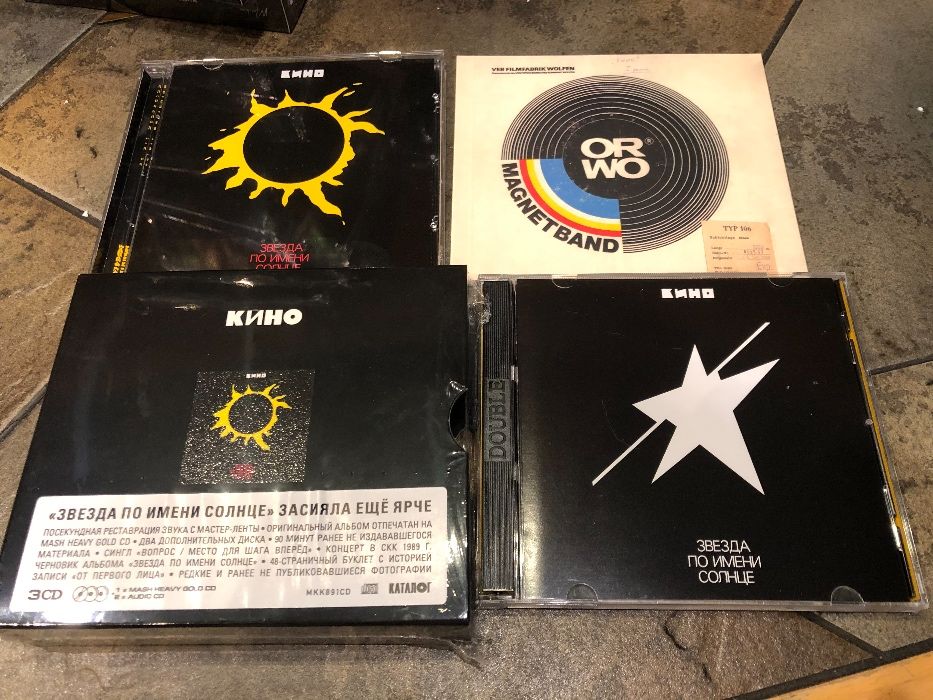 КИНО
ЗВЕЗДА
ПО ИМЕНИ
СОЛНЦЕ
VEB FILMFABRIK WOLFEN
ORWO®
MAGNETBAND
TYP 106
КИНО
КИНО
«ЗВЕЗДА ПО ИМЕНИ СОЛНЦЕ» ЗАСИЯЛА ЕЩЁ ЯРЧЕ
ПОСЕКУНДНАЯ РЕСТАВРАЦИЯ ЗВУКА С МАСТЕР-ЛЕНТЫ • ОРИГИНАЛЬНЫЙ АЛЬБОМ ОТПЕЧАТАН НА
MASH HEAVY GOLD CD • ДВА ДОПОЛНИТЕЛЬНЫХ ДИСКА • 90 МИНУТ РАНЕЕ НЕ ИЗДАВАВШЕГОСЯ
МАТЕРИАЛА • СИНГЛ «ВОПРОС / МЕСТО ДЛЯ ШАГА ВПЕРЁД» • КОНЦЕРТ В СКК 1989 Г.
ЧЕРНОВИК АЛЬБОМА «ЗВЕЗДА ПО ИМЕНИ СОЛНЦЕ» • 48-СТРАНИЧНЫЙ БУКЛЕТ С ИСТОРИЕЙ
ЗАПИСИ «ОТ ПЕРВОГО ЛИЦА» • РЕДКИЕ И РАНЕЕ НЕ ПУБЛИКОВАВШИЕСЯ ФОТОГРАФИИ
3CD
1 x MASH HEAVY GOLD CD
2 x AUDIO CD
MKK891CD
КАТАЛОГ
DOUBLE
КИНО
ЗВЕЗДА
ПО ИМЕНИ
СОЛНЦЕ